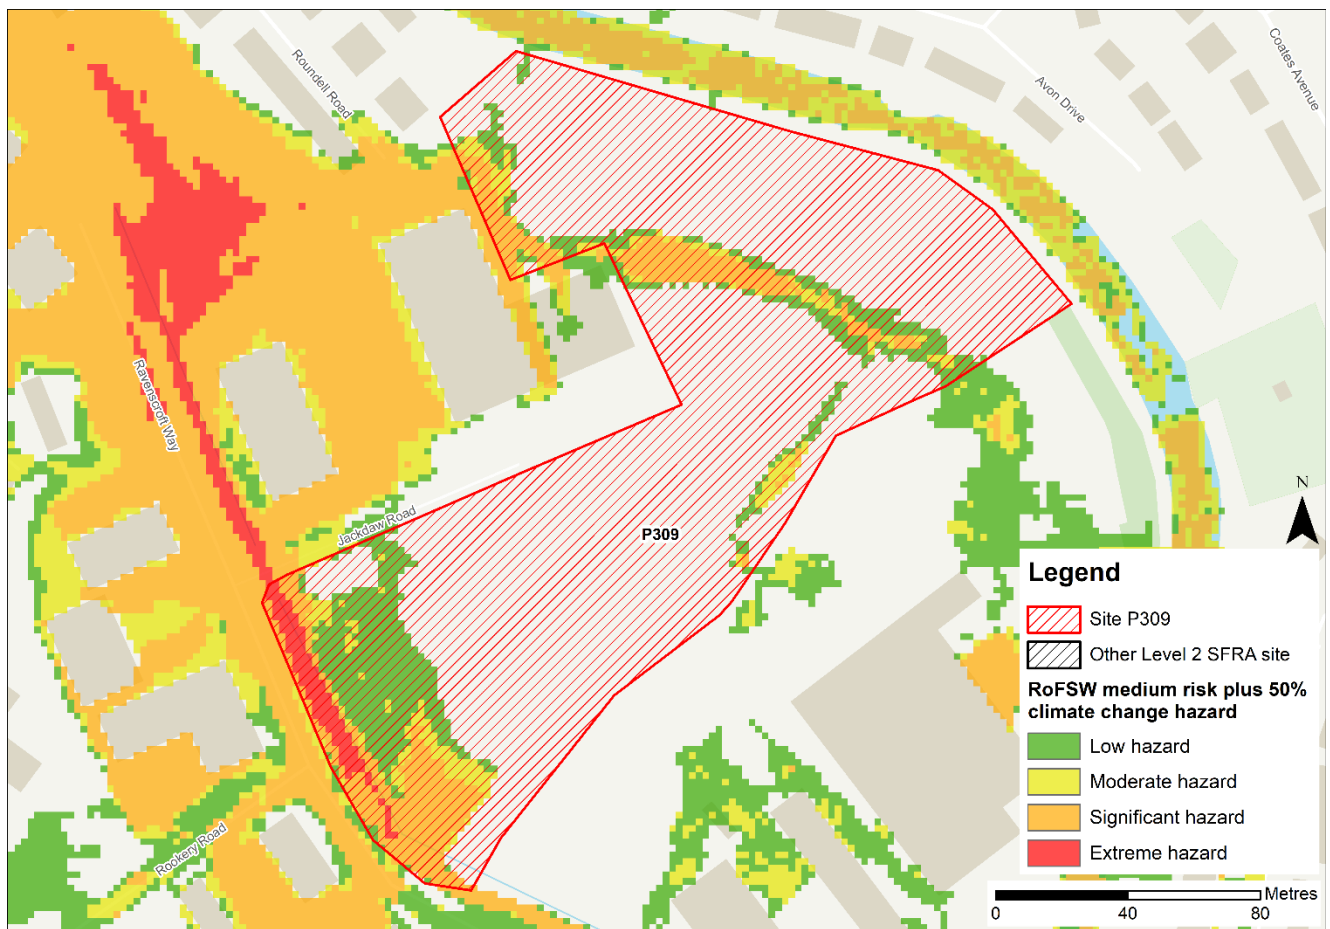 Roundell Road
Coates Avenue
Avon Drive
Ravenscroft Way
Jackdaw Road
P309
Rookery Road
N
Legend
Site P309
Other Level 2 SFRA site
RoFSW medium risk plus 50%
climate change hazard
Low hazard
Moderate hazard
Significant hazard
Extreme hazard
Metres
0 40 80